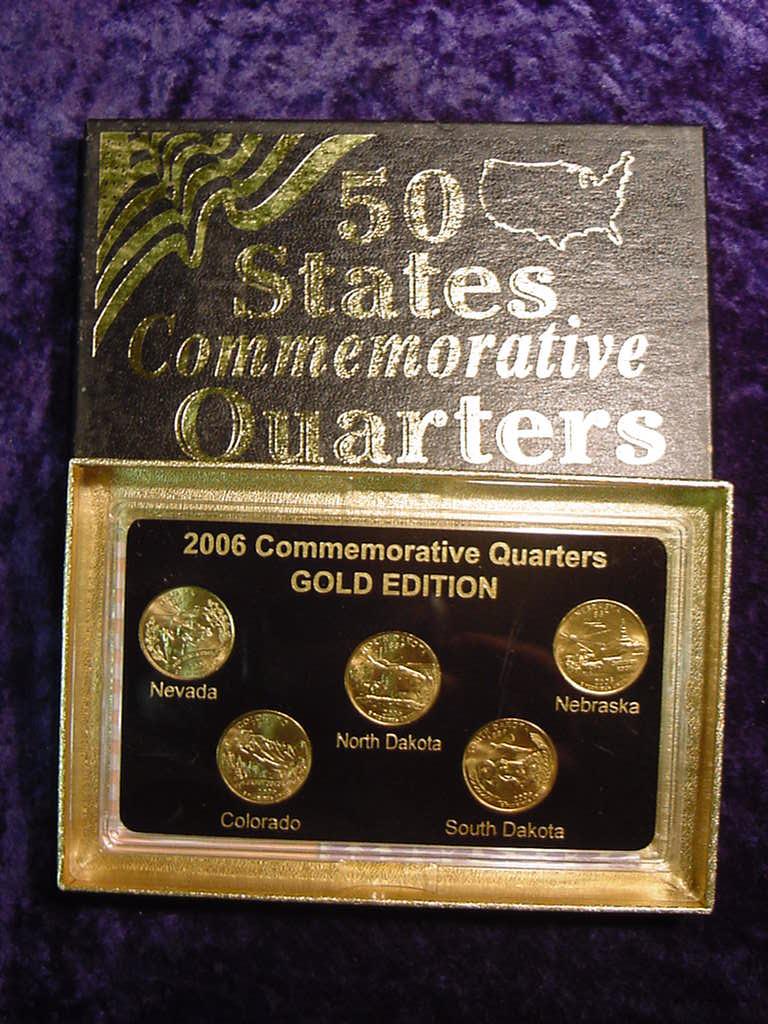 50
States
Commemorative
Quarters
2006 Commemorative Quarters
GOLD EDITION
Nevada
Nebraska
North Dakota
Colorado
South Dakota